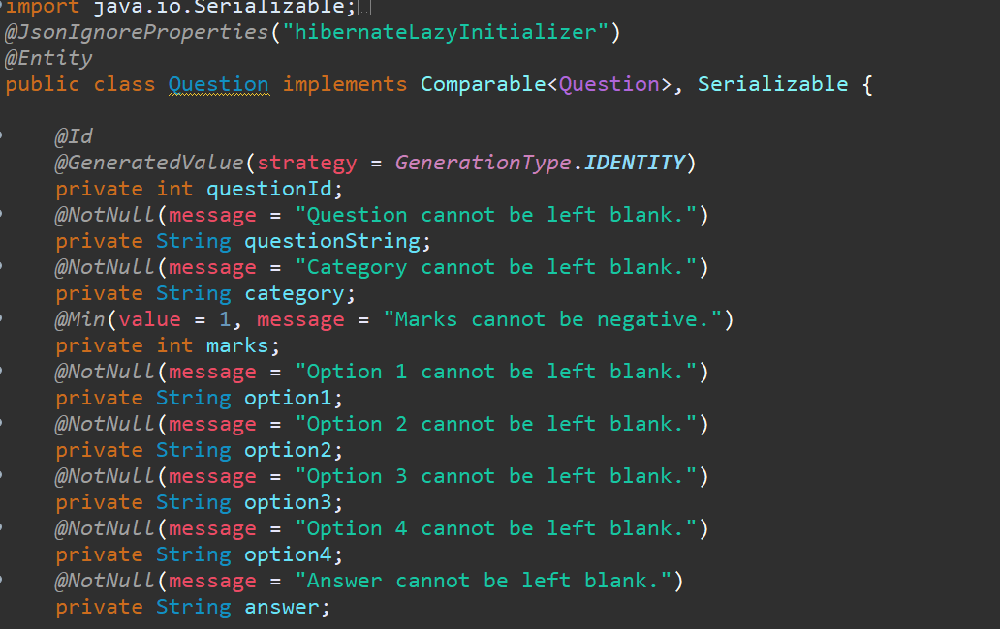 import java.io.Serializable;
@JsonIgnoreProperties("hibernateLazyInitializer")
@Entity
public class Question implements Comparable<Question>, Serializable {
@Id
@GeneratedValue(strategy = GenerationType.IDENTITY)
private int questionId;
@NotNull(message = "Question cannot be left blank.")
private String questionString;
@NotNull(message = "Category cannot be left blank.")
private String category;
@Min(value = 1, message = "Marks cannot be negative.")
private int marks;
@NotNull(message = "Option 1 cannot be left blank.")
private String option1;
@NotNull(message = "Option 2 cannot be left blank.")
private String option2;
@NotNull(message = "Option 3 cannot be left blank.")
private String option3;
@NotNull(message = "Option 4 cannot be left blank.")
private String option4;
@NotNull(message = "Answer cannot be left blank.")
private String answer;